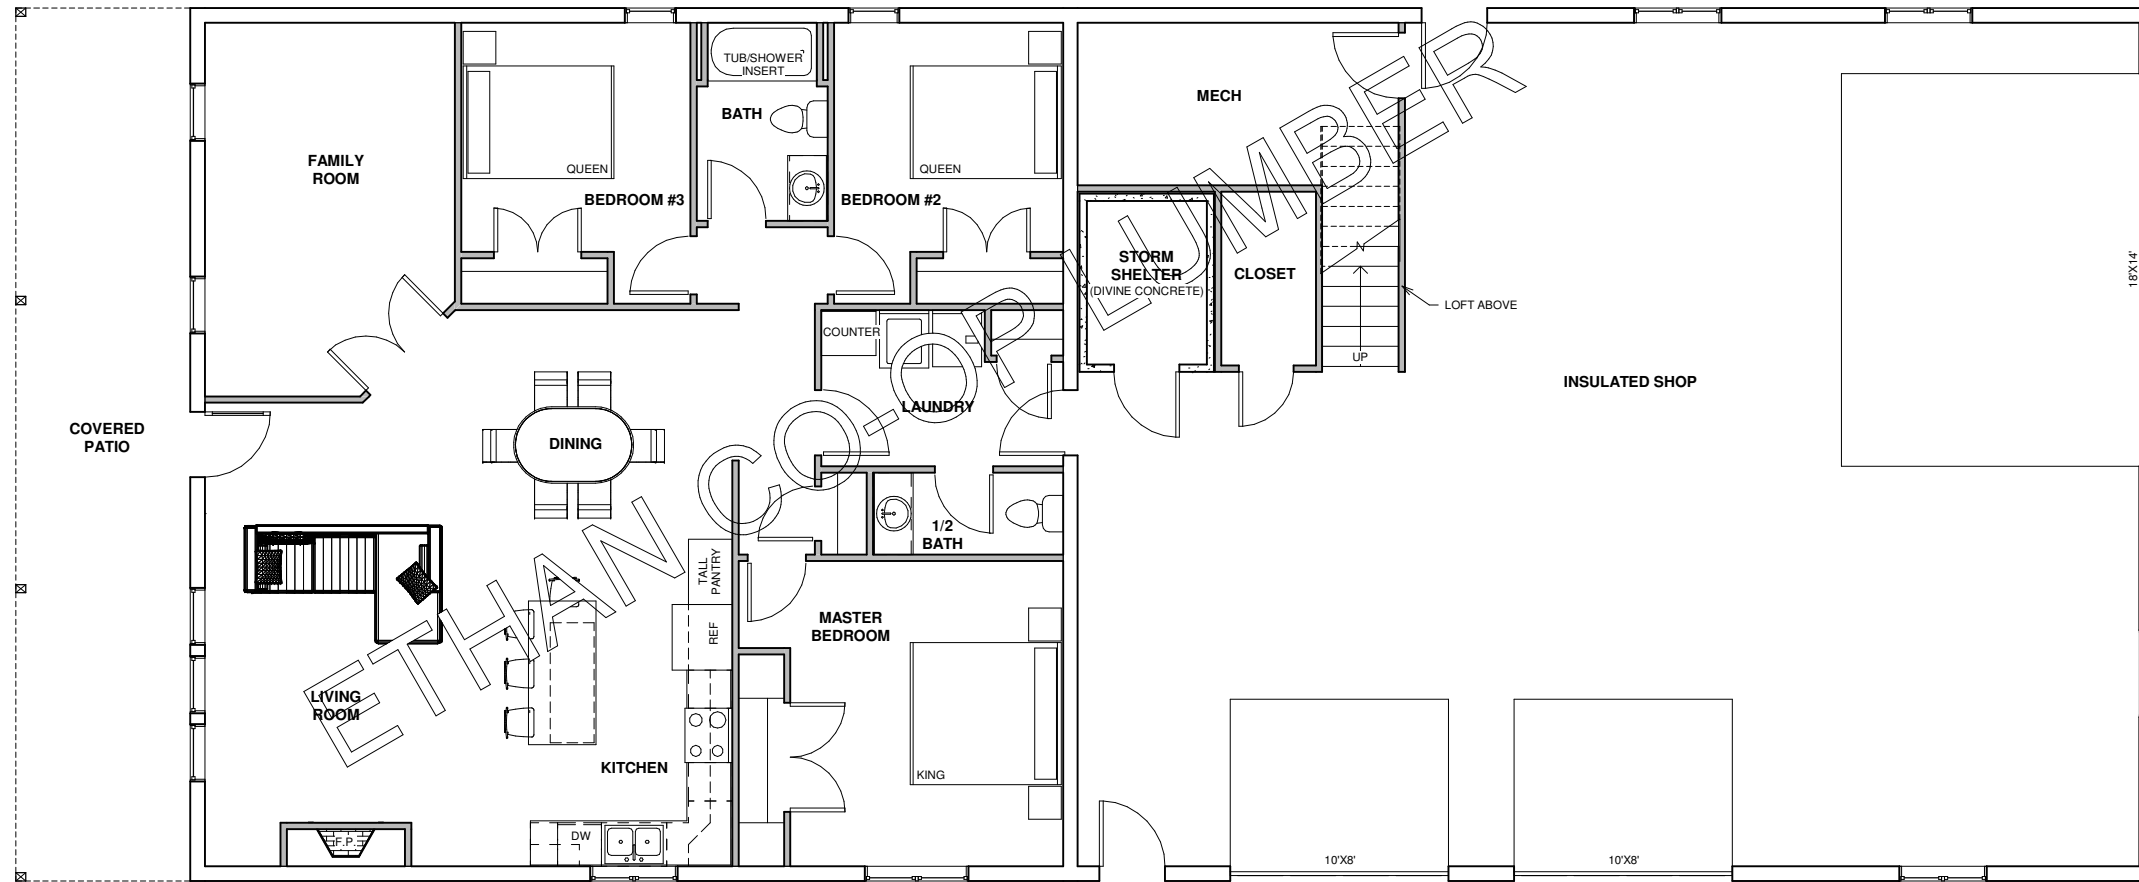 TUB/SHOWER
INSERT
BATH
MECH
FAMILY
ROOM
QUEEN
BEDROOM #3
QUEEN
BEDROOM #2
STORM
SHELTER
(DIVINE CONCRETE)
CLOSET
18'X14'
LOFT ABOVE
UP
COUNTER
INSULATED SHOP
LAUNDRY
COVERED
PATIO
DINING
1/2
BATH
TALL
PANTRY
REF
MASTER
BEDROOM
LIVING
ROOM
KITCHEN
KING
DW
F.P.
10'X8'
10'X8'
ETHAN CO-OP LUMBER